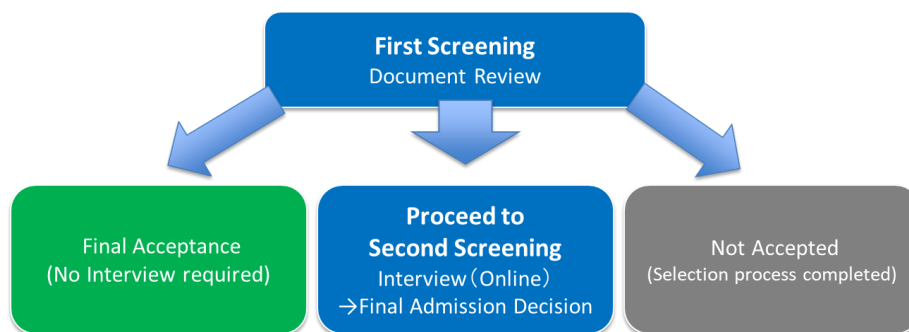 First Screening
Document Review
Final Acceptance
(No Interview required)
Proceed to
Second Screening
Interview（Online）
→Final Admission Decision
Not Accepted
(Selection process completed)